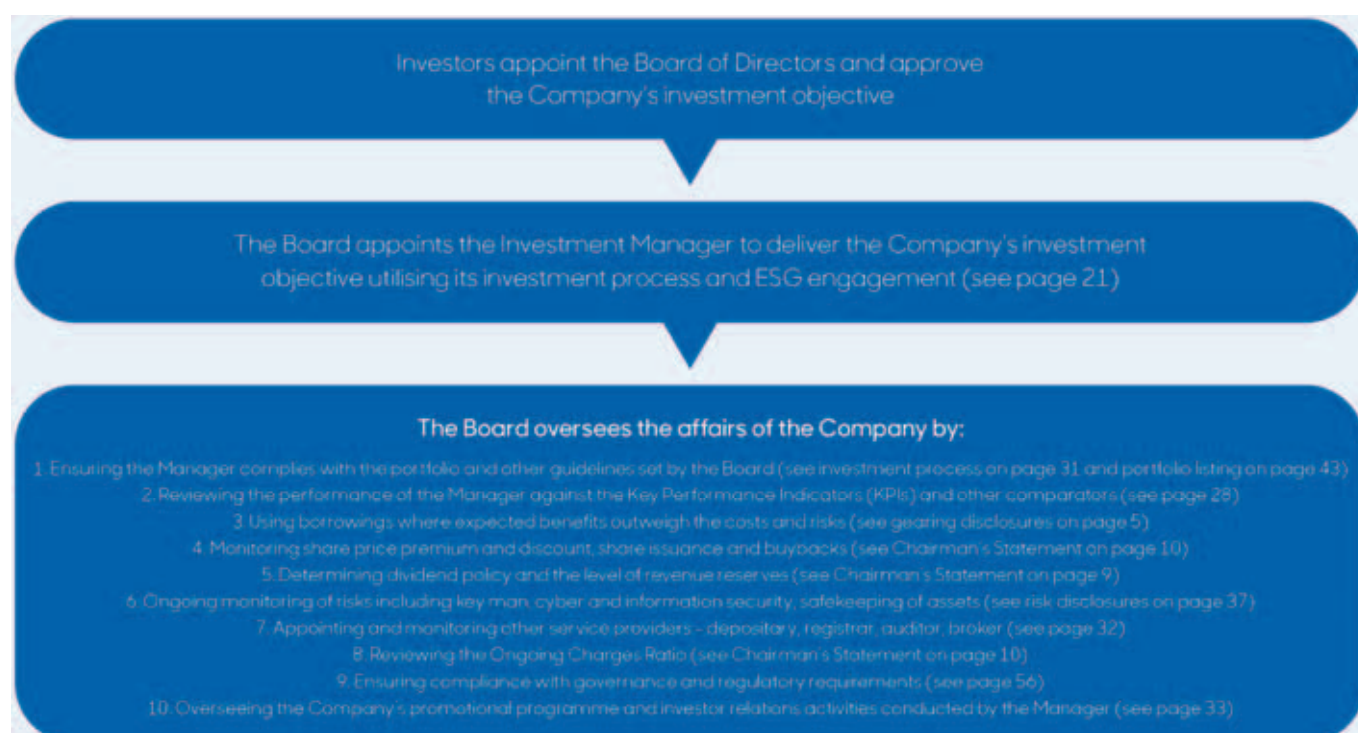 Investors appoint the Board of Directors and approve
the Company's investment objective
The Board appoints the Investment Manager to deliver the Company's investment
objective utilising its investment process and ESG engagement (see page 21)
The Board oversees the affairs of the Company by:
1. Ensuring the Manager complies with the portfolio and other guidelines set by the Board (see investment process on page 31 and portfolio listing on page 43)
2. Reviewing the performance of the Manager against the Key Performance Indicators (KPIs) and other comparators (see page 28)
3. Using borrowings where expected benefits outweigh the costs and risks (see gearing disclosures on page 5)
4. Monitoring share price premium and discount, share issuance and buybacks (see Chairman's Statement on page 10)
5. Determining dividend policy and the level of revenue reserves (see Chairman's Statement on page 9)
6. Ongoing monitoring of risks including key man, cyber and information security, safekeeping of assets (see risk disclosures on page 37)
7. Appointing and monitoring other service providers - depositary, registrar, auditor, broker (see page 32)
8. Reviewing the Ongoing Charges Ratio (see Chairman's Statement on page 10)
9. Ensuring compliance with governance and regulatory requirements (see page 56)
10. Overseeing the Company's promotional programme and investor relations activities conducted by the Manager (see page 33)